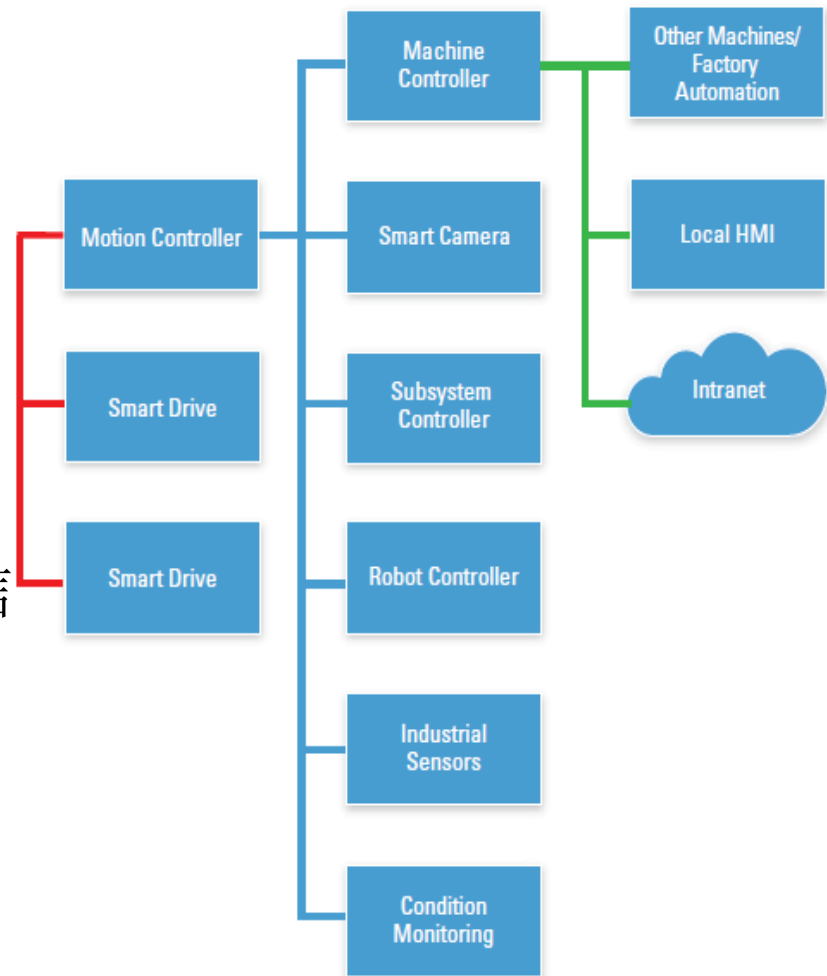 Machine
Controller
Other Machines/
Factory
Automation
Motion Controller
Smart Camera
Local HMI
Smart Drive
Subsystem
Controller
Intranet
Smart Drive
Robot Controller
Industrial
Sensors
Condition
Monitoring